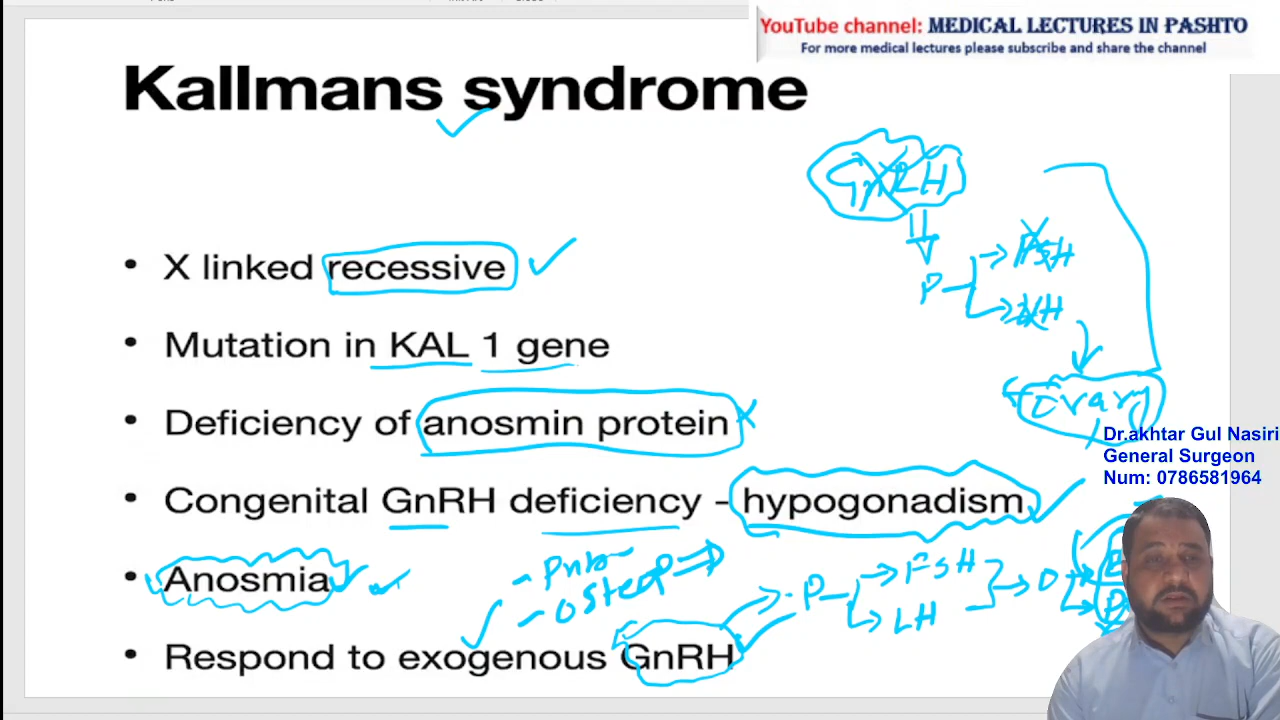 YouTube channel: MEDICAL LECTURES IN PASHTO
For more medical lectures please subscribe and share the channel
Kallmans syndrome
GnRH
P
FSH
LH
ovary
• X linked recessive
• Mutation in KAL 1 gene
• Deficiency of anosmin protein
Dr.akhtar Gul Nasiri
General Surgeon
Num: 0786581964
• Congenital GnRH deficiency - hypogonadism
• Anosmia
P
FSH
LH
O
• Respond to exogenous GnRH